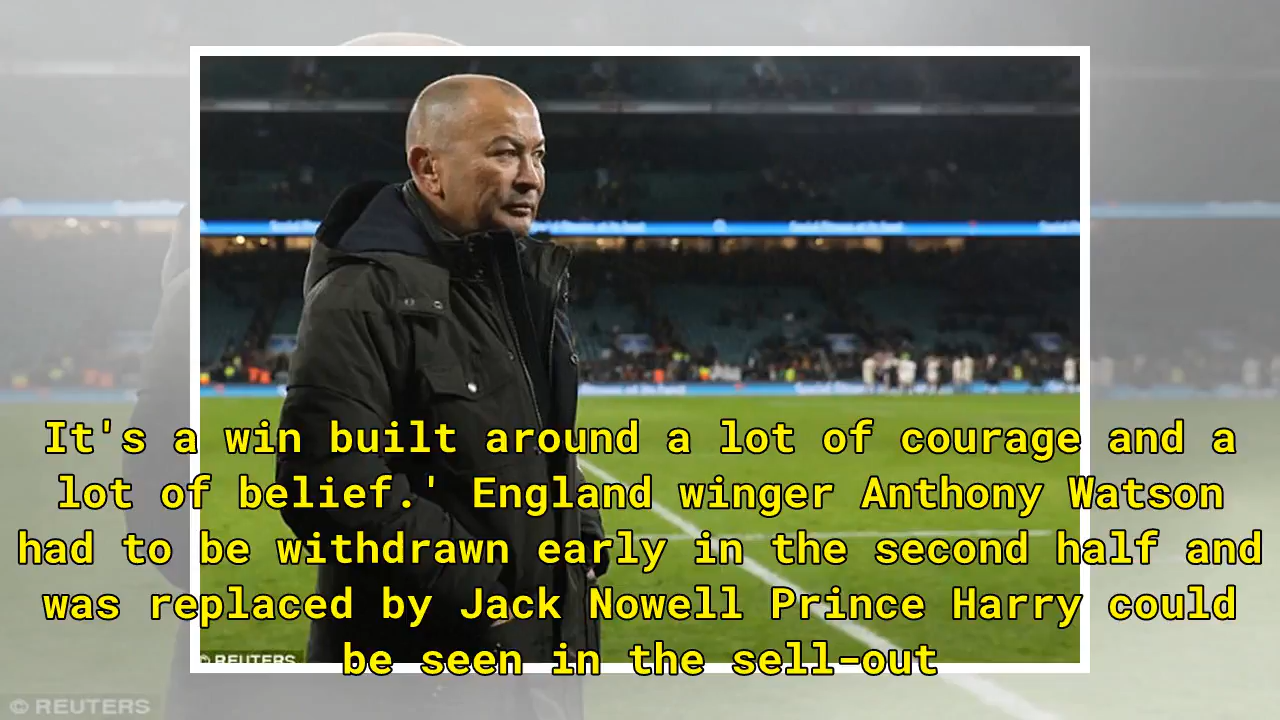 It's a win built around a lot of courage and a
lot of belief.' England winger Anthony Watson
had to be withdrawn early in the second half and
was replaced by Jack Nowell Prince Harry could
be seen in the sell-out
© REUTERS
© REUTERS